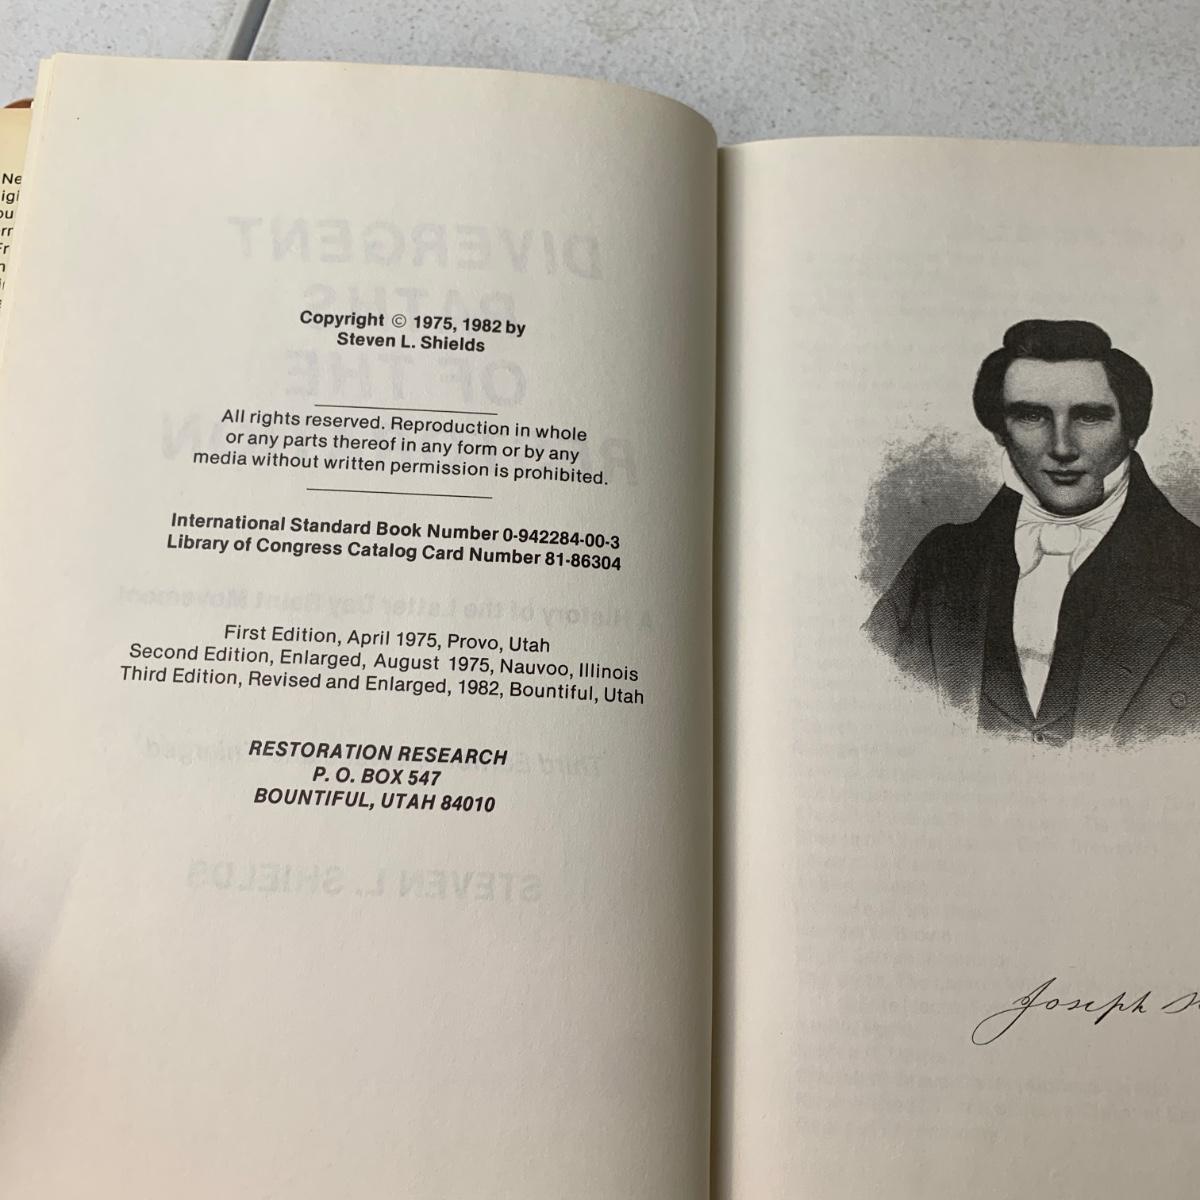 Copyright © 1975, 1982 by
Steven L. Shields
All rights reserved. Reproduction in whole
or any parts thereof in any form or by any
media without written permission is prohibited.
International Standard Book Number 0-942284-00-3
Library of Congress Catalog Card Number 81-86304
First Edition, April 1975, Provo, Utah
Second Edition, Enlarged, August 1975, Nauvoo, Illinois
Third Edition, Revised and Enlarged, 1982, Bountiful, Utah
RESTORATION RESEARCH
P. O. BOX 547
BOUNTIFUL, UTAH 84010
Joseph